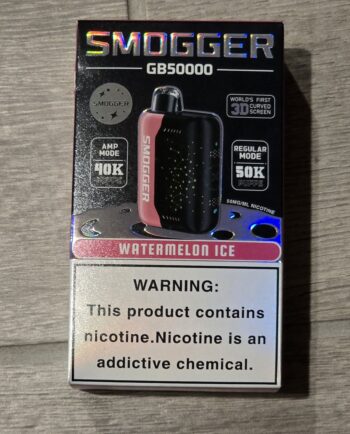 SMOGGER
GB50000
SMOGGER
WORLD'S FIRST
3D CURVED
SCREEN
AMP
MODE
40K
PUFFS
SMOGGER
REGULAR
MODE
50K
PUFFS
50MG/ML NICOTINE
WATERMELON ICE
WARNING:
This product contains
nicotine.Nicotine is an
addictive chemical.